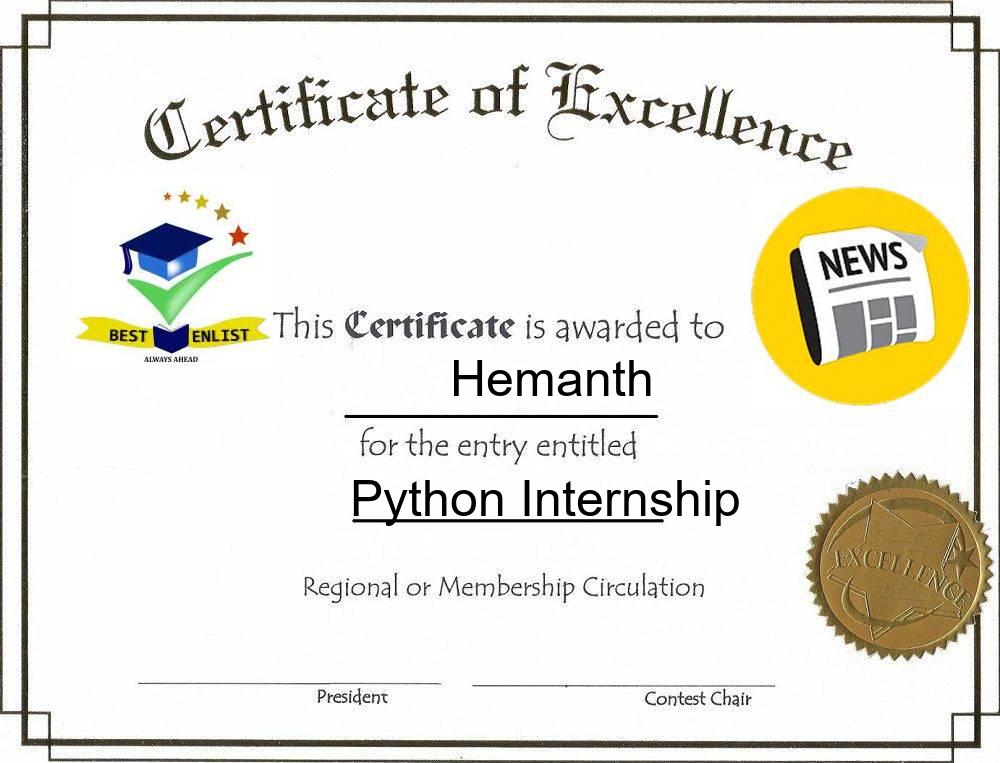 Certificate of Excellence
NEWS
BEST ENLIST
ALWAYS AHEAD
This Certificate is awarded to
Hemanth
for the entry entitled
Python Internship
EXCELLENCE
Regional or Membership Circulation
President
Contest Chair